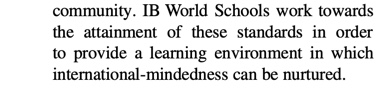 community. IB World Schools work towards
the attainment of these standards in order
to provide a learning environment in which
international-mindedness can be nurtured.